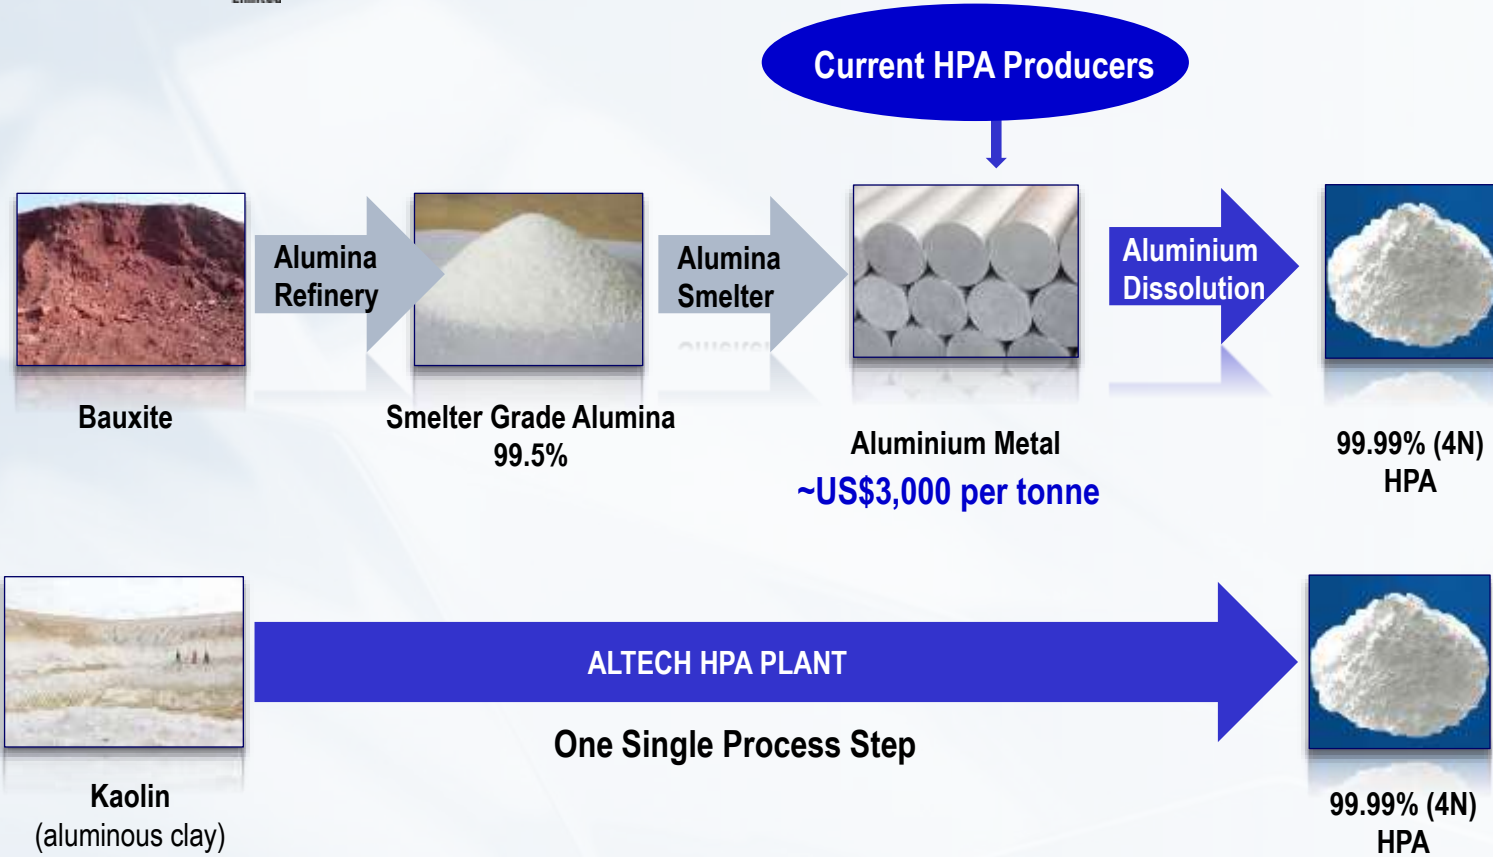 Limited
Current HPA Producers
Alumina
Refinery
Alumina
Smelter
Aluminium
Dissolution
Bauxite
Smelter Grade Alumina
99.5%
Aluminium Metal
~US$3,000 per tonne
99.99% (4N)
HPA
ALTECH HPA PLANT
One Single Process Step
Kaolin
(aluminous clay)
99.99% (4N)
HPA